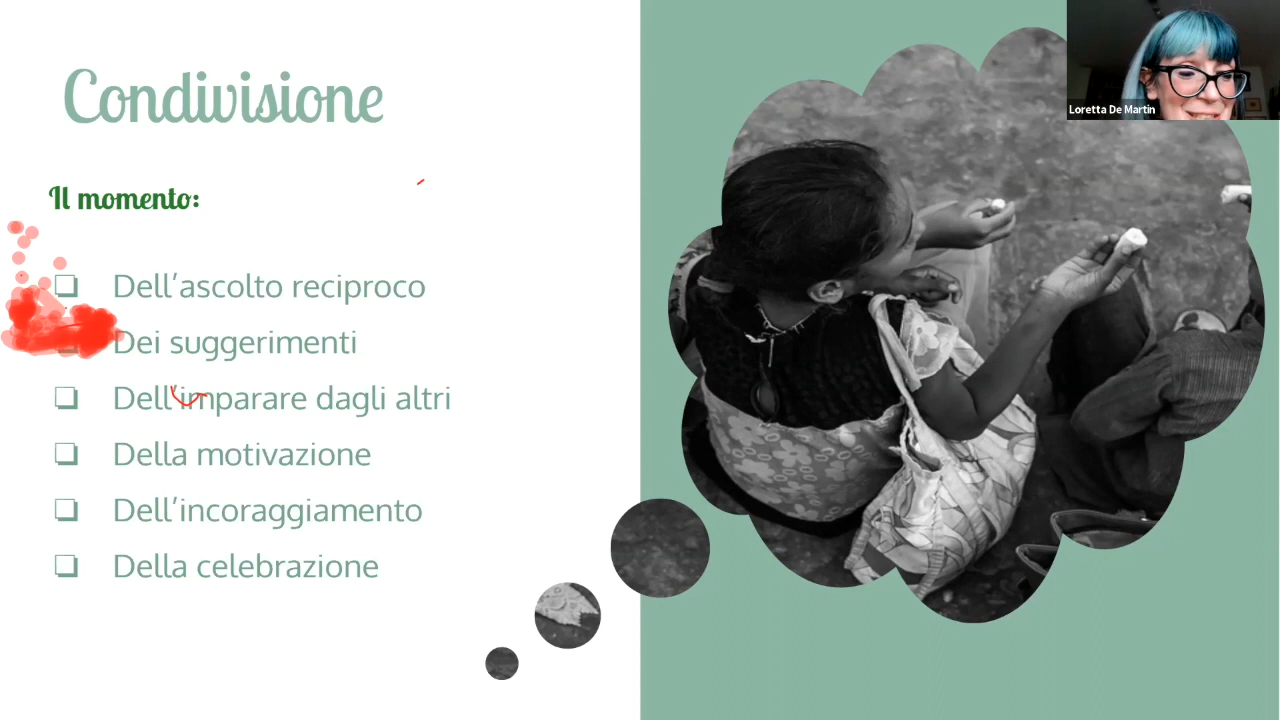 Condivisione
Il momento:
Dell’ascolto reciproco
Dei suggerimenti
Dell’imparare dagli altri
Della motivazione
Dell’incoraggiamento
Della celebrazione
Loretta De Martin